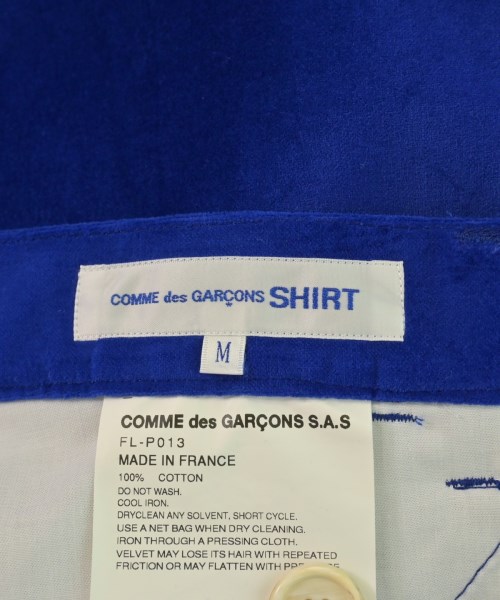 COMME des GARÇONS SHIRT
M
COMME des GARÇONS S.A.S
FL-P013
MADE IN FRANCE
100% COTTON
DO NOT WASH.
COOL IRON.
DRYCLEAN ANY SOLVENT, SHORT CYCLE.
USE A NET BAG WHEN DRY CLEANING.
IRON THROUGH A PRESSING CLOTH.
VELVET MAY LOSE ITS HAIR WITH REPEATED
FRICTION OR MAY FLATTEN WITH